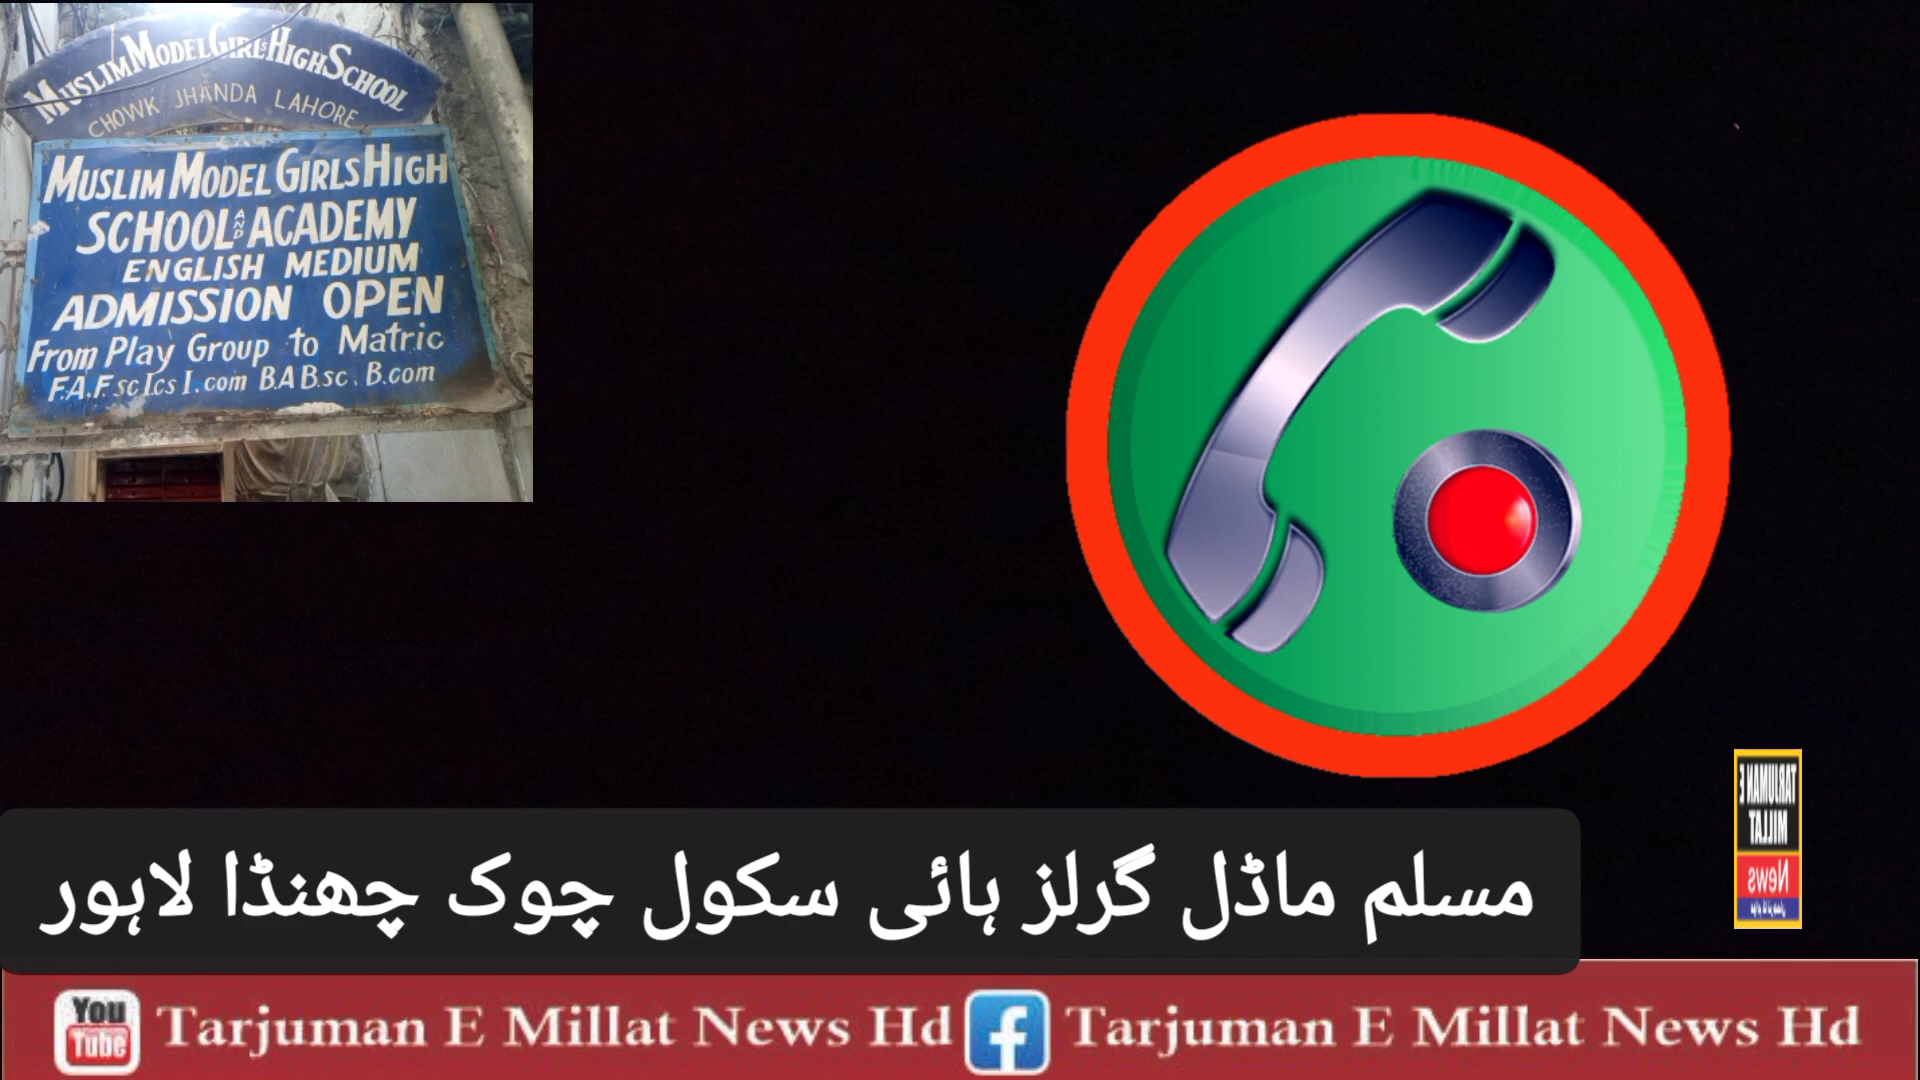 MUSLIM MODEL GIRLS HIGH SCHOOL
CHOWK JHANDA LAHORE
MUSLIM MODEL GIRLS HIGH
SCHOOL AND ACADEMY
ENGLISH MEDIUM
ADMISSION OPEN
From Play Group to Matric
F.A.F.sc I.cs I.com B.A B.sc. B.com
TARJUMAN E
MILLAT
News
مسلم ماڈل گرلز ہائی سکول چوک چھنڈا لاہور
You
Tube
Tarjuman E Millat News Hd
f
Tarjuman E Millat News Hd